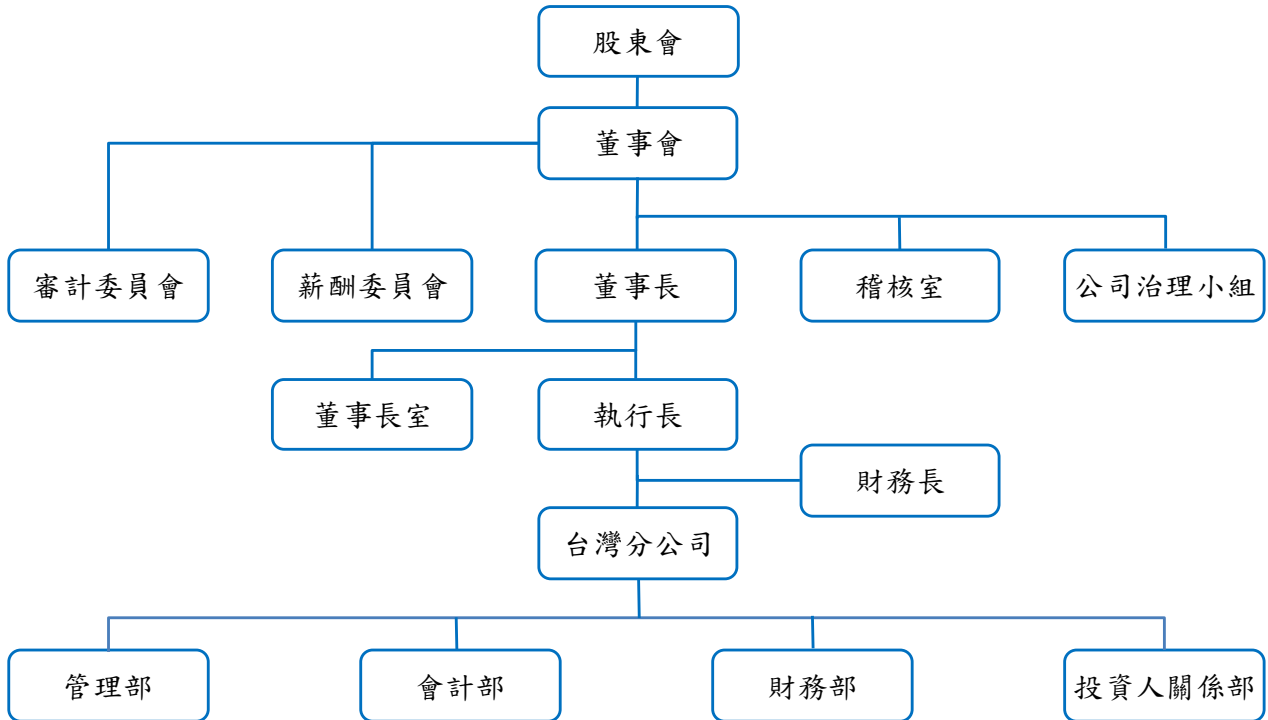 股東會
董事會
審計委員會
薪酬委員會
董事長
稽核室
公司治理小組
董事長室
執行長
財務長
台灣分公司
管理部
會計部
財務部
投資人關係部